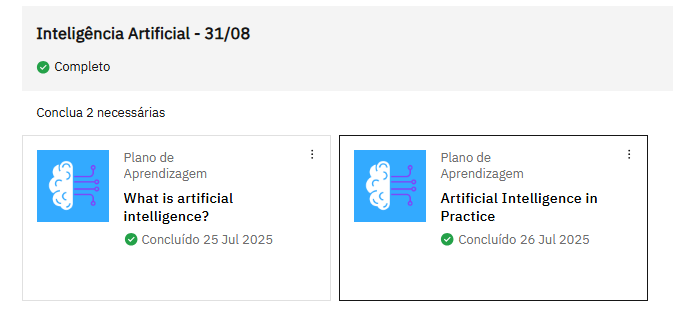 Inteligência Artificial - 31/08
Completo
Conclua 2 necessárias
Plano de
Aprendizagem
What is artificial
intelligence?
Concluído 25 Jul 2025
Plano de
Aprendizagem
Artificial Intelligence in
Practice
Concluído 26 Jul 2025